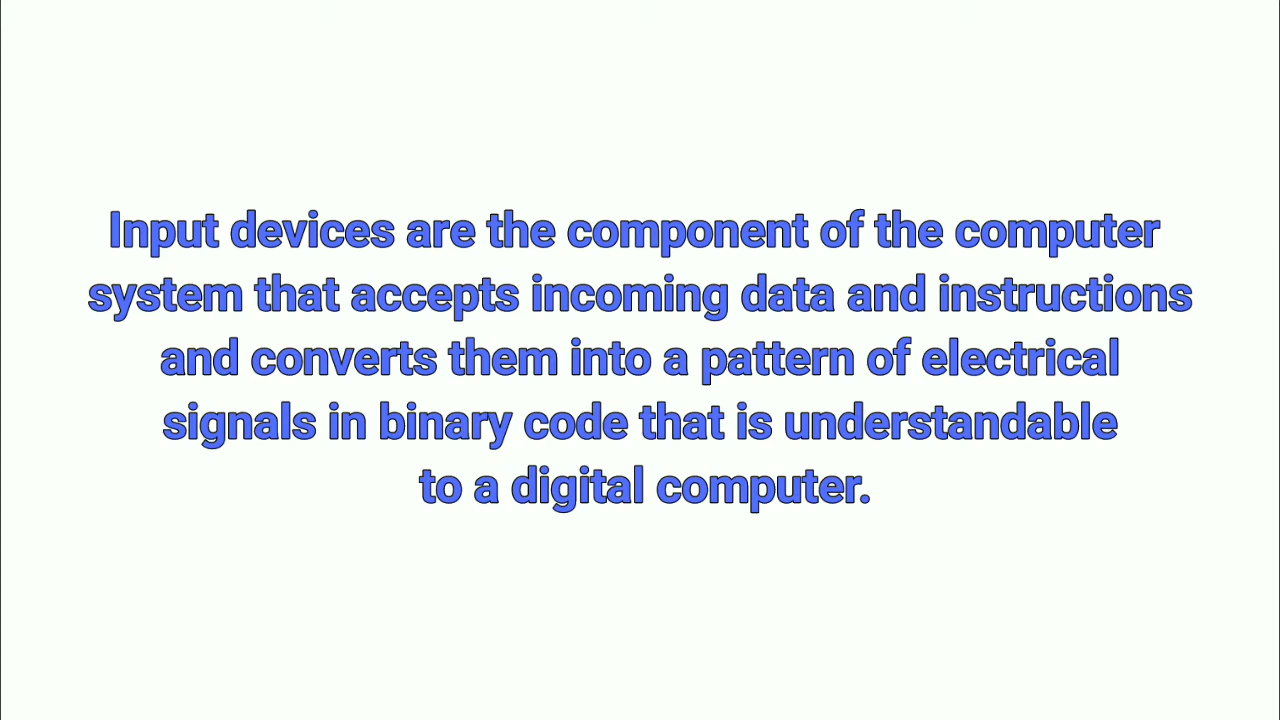 Input devices are the component of the computer
system that accepts incoming data and instructions
and converts them into a pattern of electrical
signals in binary code that is understandable
to a digital computer.